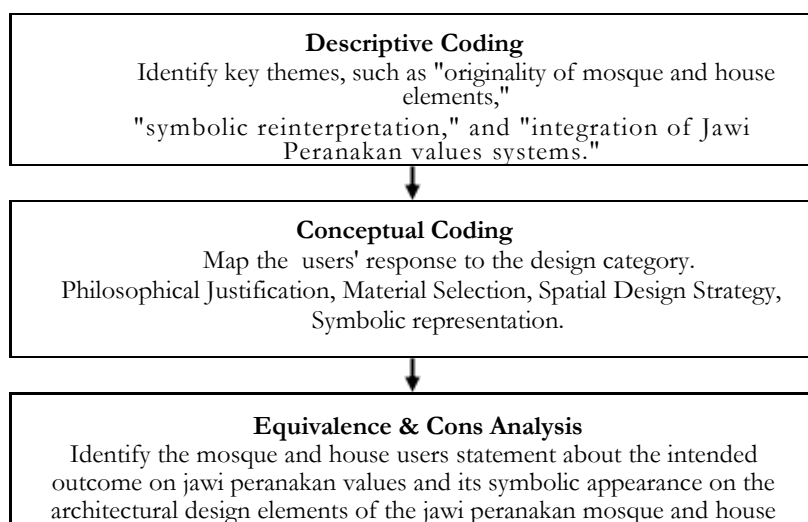 Descriptive Coding
Identify key themes, such as "originality of mosque and house
elements,"
"symbolic reinterpretation," and "integration of Jawi
Peranakan values systems."
Conceptual Coding
Map the users' response to the design category.
Philosophical Justification, Material Selection, Spatial Design Strategy,
Symbolic representation.
Equivalence & Cons Analysis
Identify the mosque and house users statement about the intended
outcome on jawi peranakan values and its symbolic appearance on the
architectural design elements of the jawi peranakan mosque and house